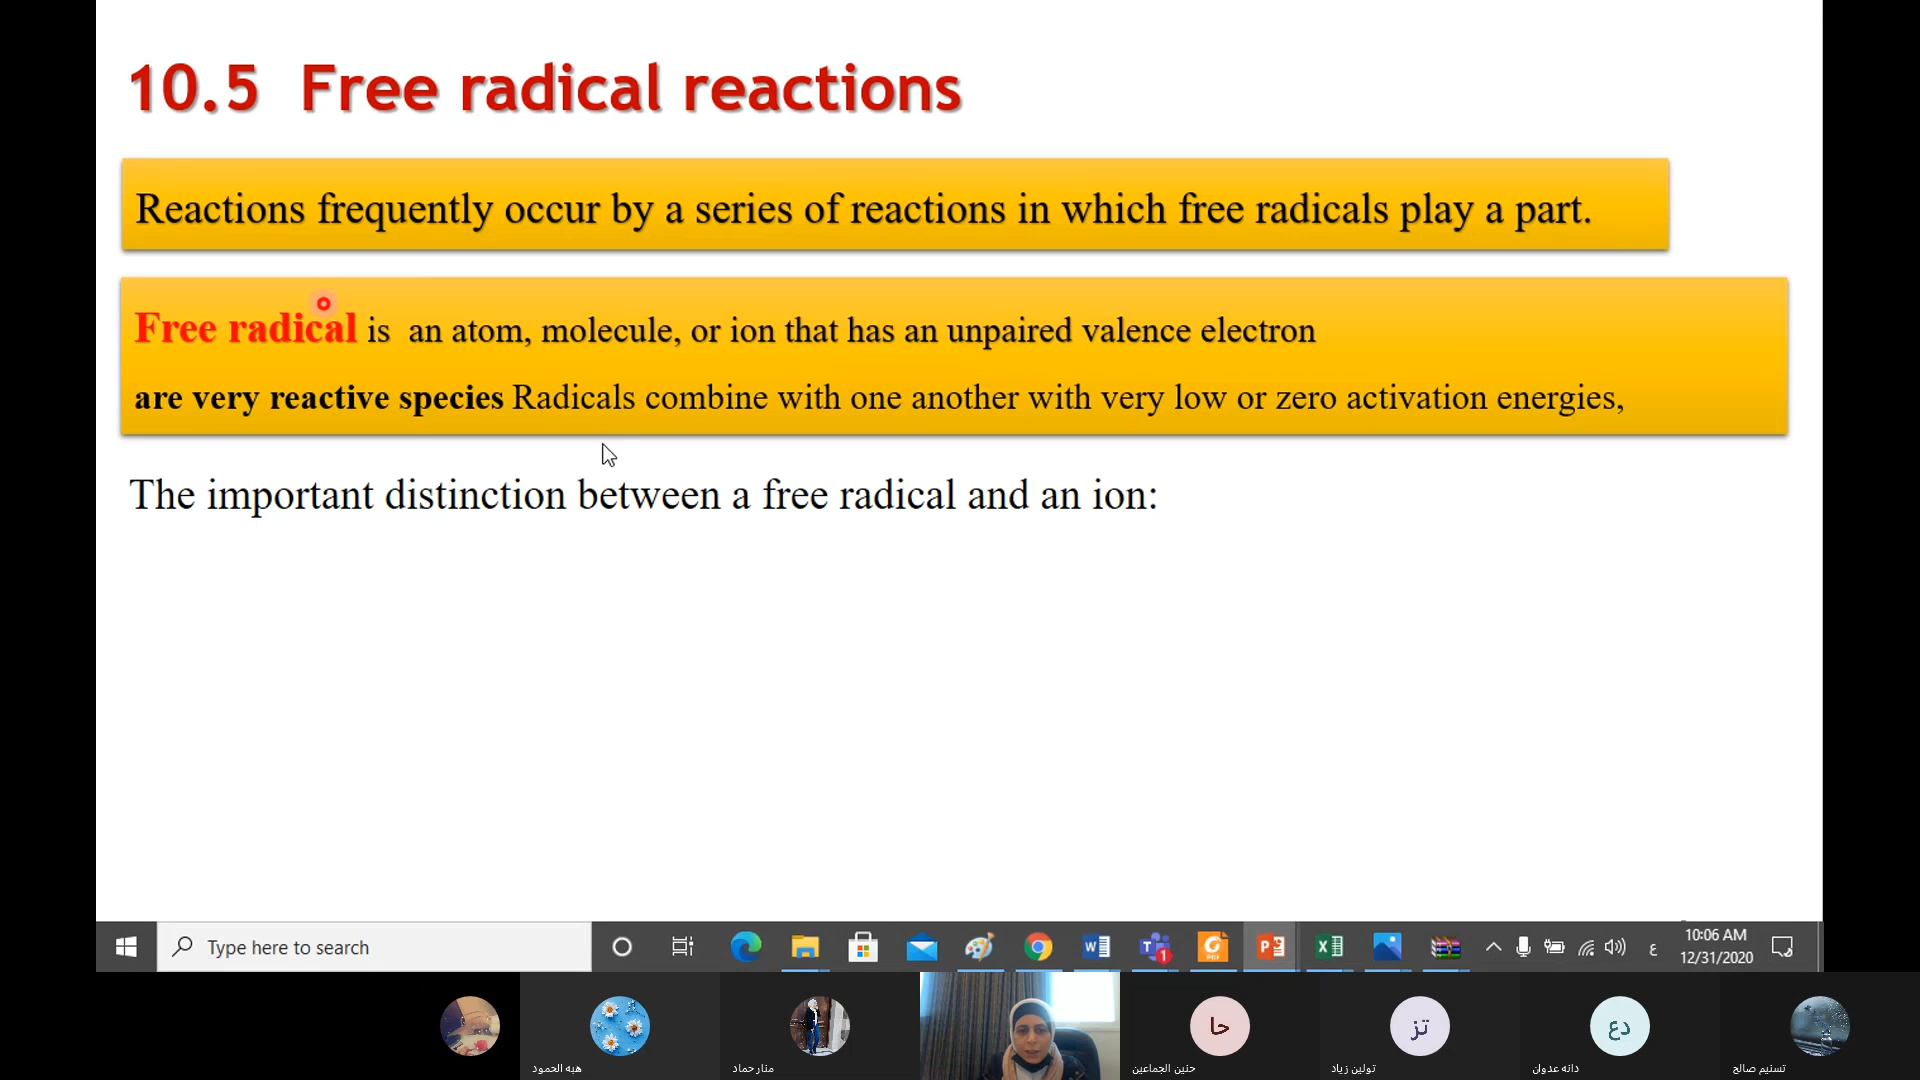 10.5 Free radical reactions
Reactions frequently occur by a series of reactions in which free radicals play a part.
Free radical is an atom, molecule, or ion that has an unpaired valence electron
are very reactive species Radicals combine with one another with very low or zero activation energies,
The important distinction between a free radical and an ion:
Type here to search
1
ع
10:06 AM
12/31/2020
حا
تز
دع
هبه الحمود
منار حماد
حنين الجماعين
تولين زياد
دانه عدوان
تسنيم صالح